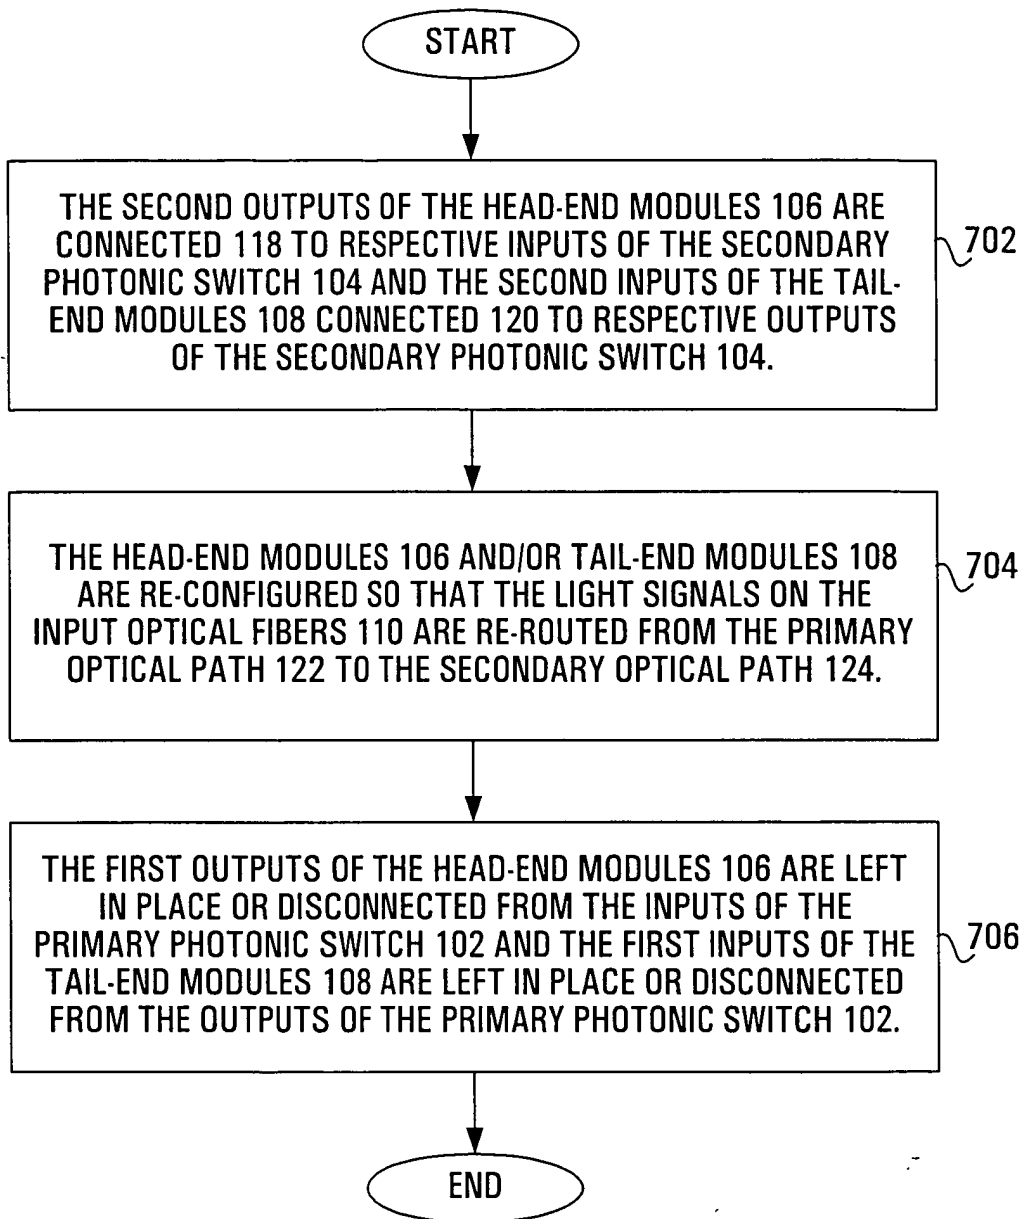 START
THE SECOND OUTPUTS OF THE HEAD-END MODULES 106 ARE
CONNECTED 118 TO RESPECTIVE INPUTS OF THE SECONDARY
PHOTONIC SWITCH 104 AND THE SECOND INPUTS OF THE TAIL-
END MODULES 108 CONNECTED 120 TO RESPECTIVE OUTPUTS
OF THE SECONDARY PHOTONIC SWITCH 104.
702
THE HEAD-END MODULES 106 AND/OR TAIL-END MODULES 108
ARE RE-CONFIGURED SO THAT THE LIGHT SIGNALS ON THE
INPUT OPTICAL FIBERS 110 ARE RE-ROUTED FROM THE PRIMARY
OPTICAL PATH 122 TO THE SECONDARY OPTICAL PATH 124.
704
THE FIRST OUTPUTS OF THE HEAD-END MODULES 106 ARE LEFT
IN PLACE OR DISCONNECTED FROM THE INPUTS OF THE
PRIMARY PHOTONIC SWITCH 102 AND THE FIRST INPUTS OF THE
TAIL-END MODULES 108 ARE LEFT IN PLACE OR DISCONNECTED
FROM THE OUTPUTS OF THE PRIMARY PHOTONIC SWITCH 102.
706
END